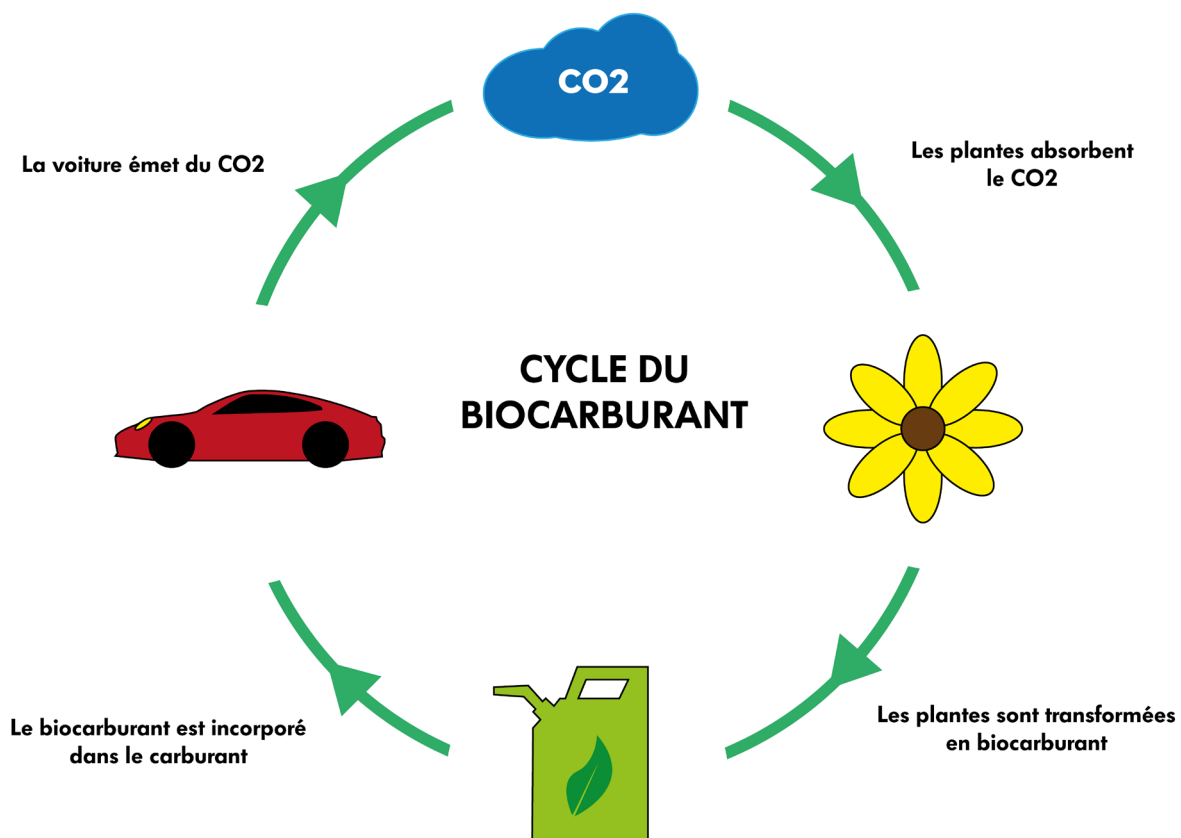 CO2
La voiture émet du CO2
Les plantes absorbent
le CO2
CYCLE DU
BIOCARBURANT
Le biocarburant est incorporé
dans le carburant
Les plantes sont transformées
en biocarburant